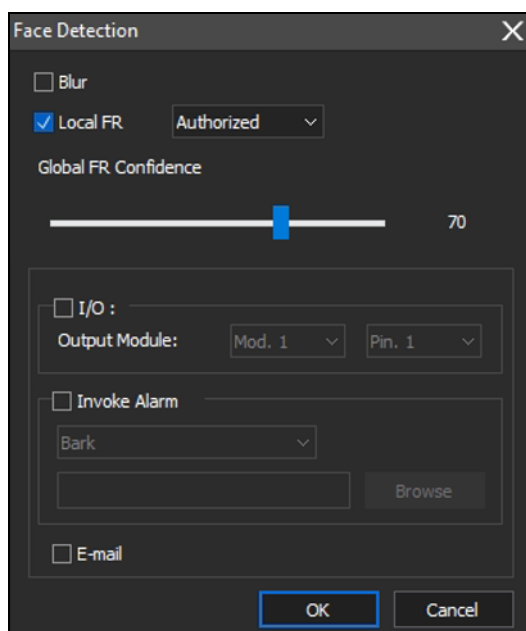 Face Detection
Blur
Local FR Authorized
Global FR Confidence
70
I/O :
Output Module: Mod. 1 Pin. 1
Invoke Alarm
Bark
Browse
E-mail
OK Cancel